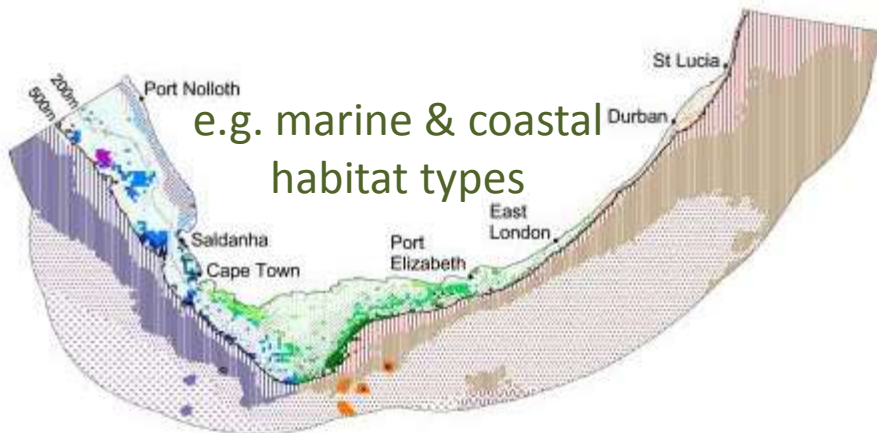 St Lucia
200m
500m
Port Nolloth
e.g. marine & coastal
habitat types
Durban
Saldanha
Cape Town
Port
Elizabeth
East
London